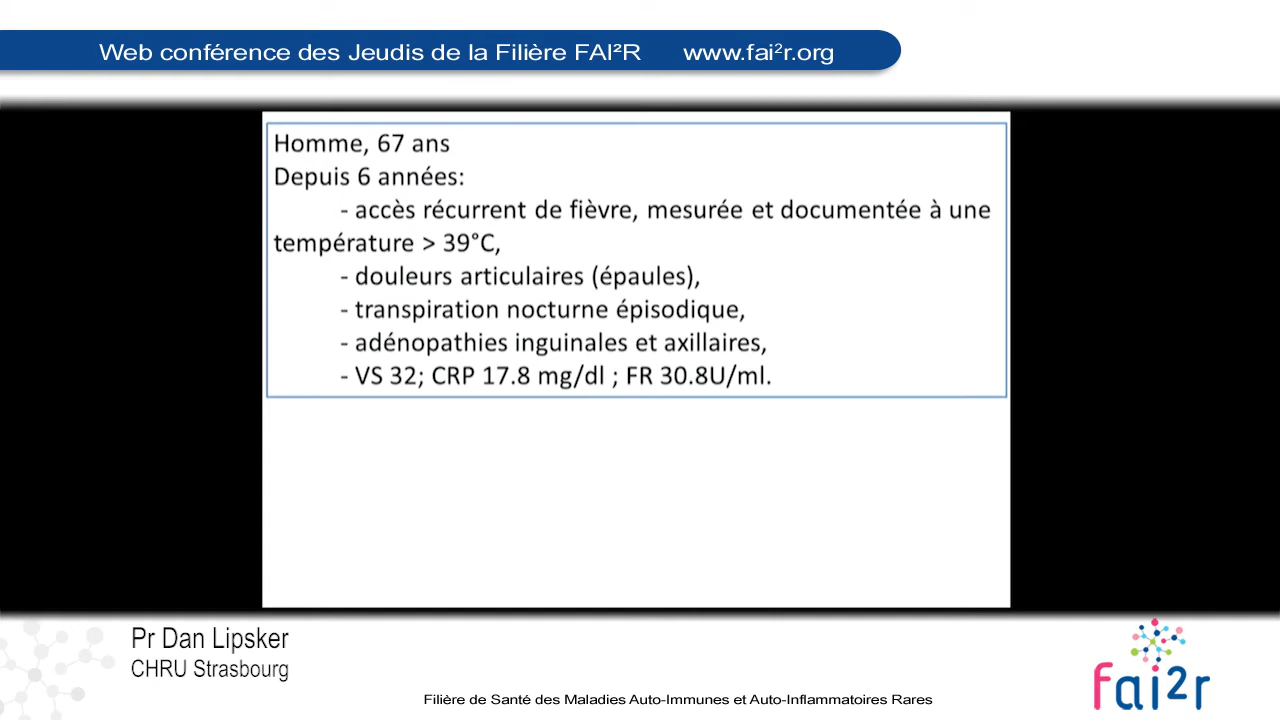 Web conférence des Jeudis de la Filière FAI²R www.fai²r.org
Homme, 67 ans
Depuis 6 années:
- accès récurrent de fièvre, mesurée et documentée à une
température > 39°C,
- douleurs articulaires (épaules),
- transpiration nocturne épisodique,
- adénopathies inguinales et axillaires,
- VS 32; CRP 17.8 mg/dl ; FR 30.8U/ml.
Pr Dan Lipsker
CHRU Strasbourg
fai2r
Filière de Santé des Maladies Auto-Immunes et Auto-Inflammatoires Rares